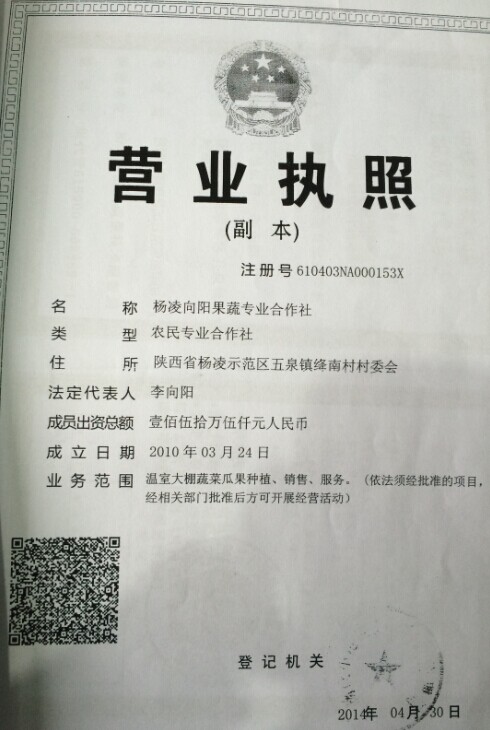 营业执照
(副 本)
注册号 610403NA000153X
名 称 杨凌向阳果蔬专业合作社
类 型 农民专业合作社
住 所 陕西省杨凌示范区五泉镇绛南村村委会
法定代表人 李向阳
成员出资总额 壹佰伍拾万伍仟元人民币
成立日期 2010 年 03 月 24 日
业务范围 温室大棚蔬菜瓜果种植、销售、服务。(依法须经批准的项目,
经相关部门批准后方可开展经营活动)
登记机关
2014年 04月 30日